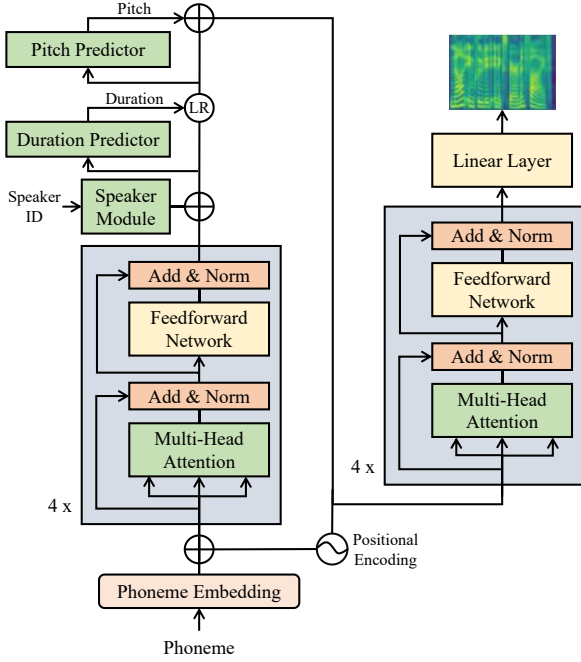 Pitch
Pitch Predictor
Duration
LR
Duration Predictor
Speaker
ID
Speaker
Module
Add & Norm
Feedforward
Network
Add & Norm
Multi-Head
Attention
4 x
Phoneme Embedding
Phoneme
Positional
Encoding
Linear Layer
Add & Norm
Feedforward
Network
Add & Norm
Multi-Head
Attention
4 x